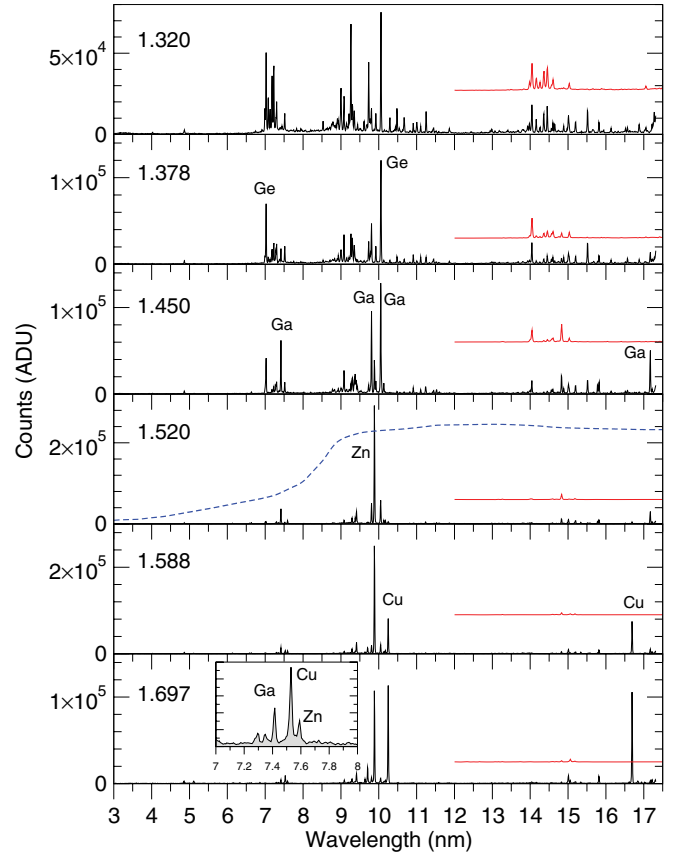 1.320
5×10⁴
0
1.378
1×10⁵
Ge
Ge
0
1.450
1×10⁵
Ga
Ga
Ga
Ga
0
Counts (ADU)
1.520
2×10⁵
Zn
0
1.588
2×10⁵
Cu
Cu
0
1.697
1×10⁵
Cu
Ga
Zn
7 7.2 7.4 7.6 7.8 8
0
3 4 5 6 7 8 9 10 11 12 13 14 15 16 17
Wavelength (nm)